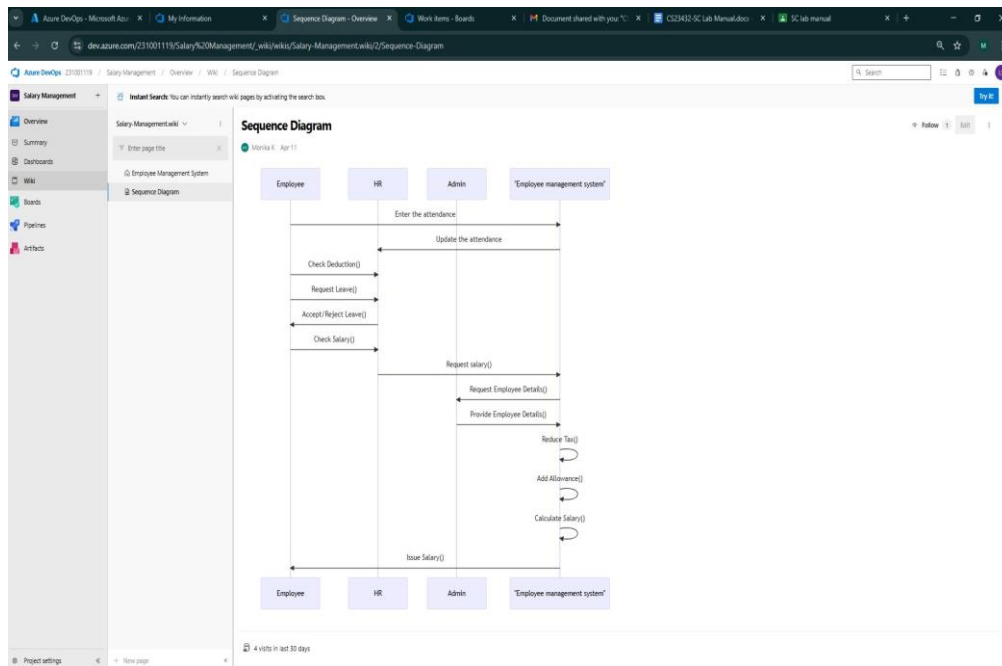 Azure DevOps - Microsoft Azu
My Information
Sequence Diagram - Overview
Work items - Boards
Document shared with you: "C
CS23432-SC Lab Manual.docx
SC lab manual
dev.azure.com/231001119/Salary%20Management/_wiki/wikis/Salary-Management.wiki/2/Sequence-Diagram
Azure DevOps 231001119 / Salary Management / Overview / Wiki / Sequence Diagram
Search
Salary Management +
Instant Search: You can instantly search wiki pages by activating the search box.
Try it!
Overview
Summary
Dashboards
Wiki
Boards
Pipelines
Artifacts
Project settings
Salary-Management.wiki
Enter page title
Employee Management System
Sequence Diagram
+ New page
Sequence Diagram
Follow 1 Edit
Monika K Apr 11
Employee HR Admin "Employee management system"
Enter the attendance
Update the attendance
Check Deduction()
Request Leave()
Accept/Reject Leave()
Check Salary()
Request salary()
Request Employee Details()
Provide Employee Details()
Reduce Tax()
Add Allowance()
Calculate Salary()
Issue Salary()
Employee HR Admin "Employee management system"
4 visits in last 30 days